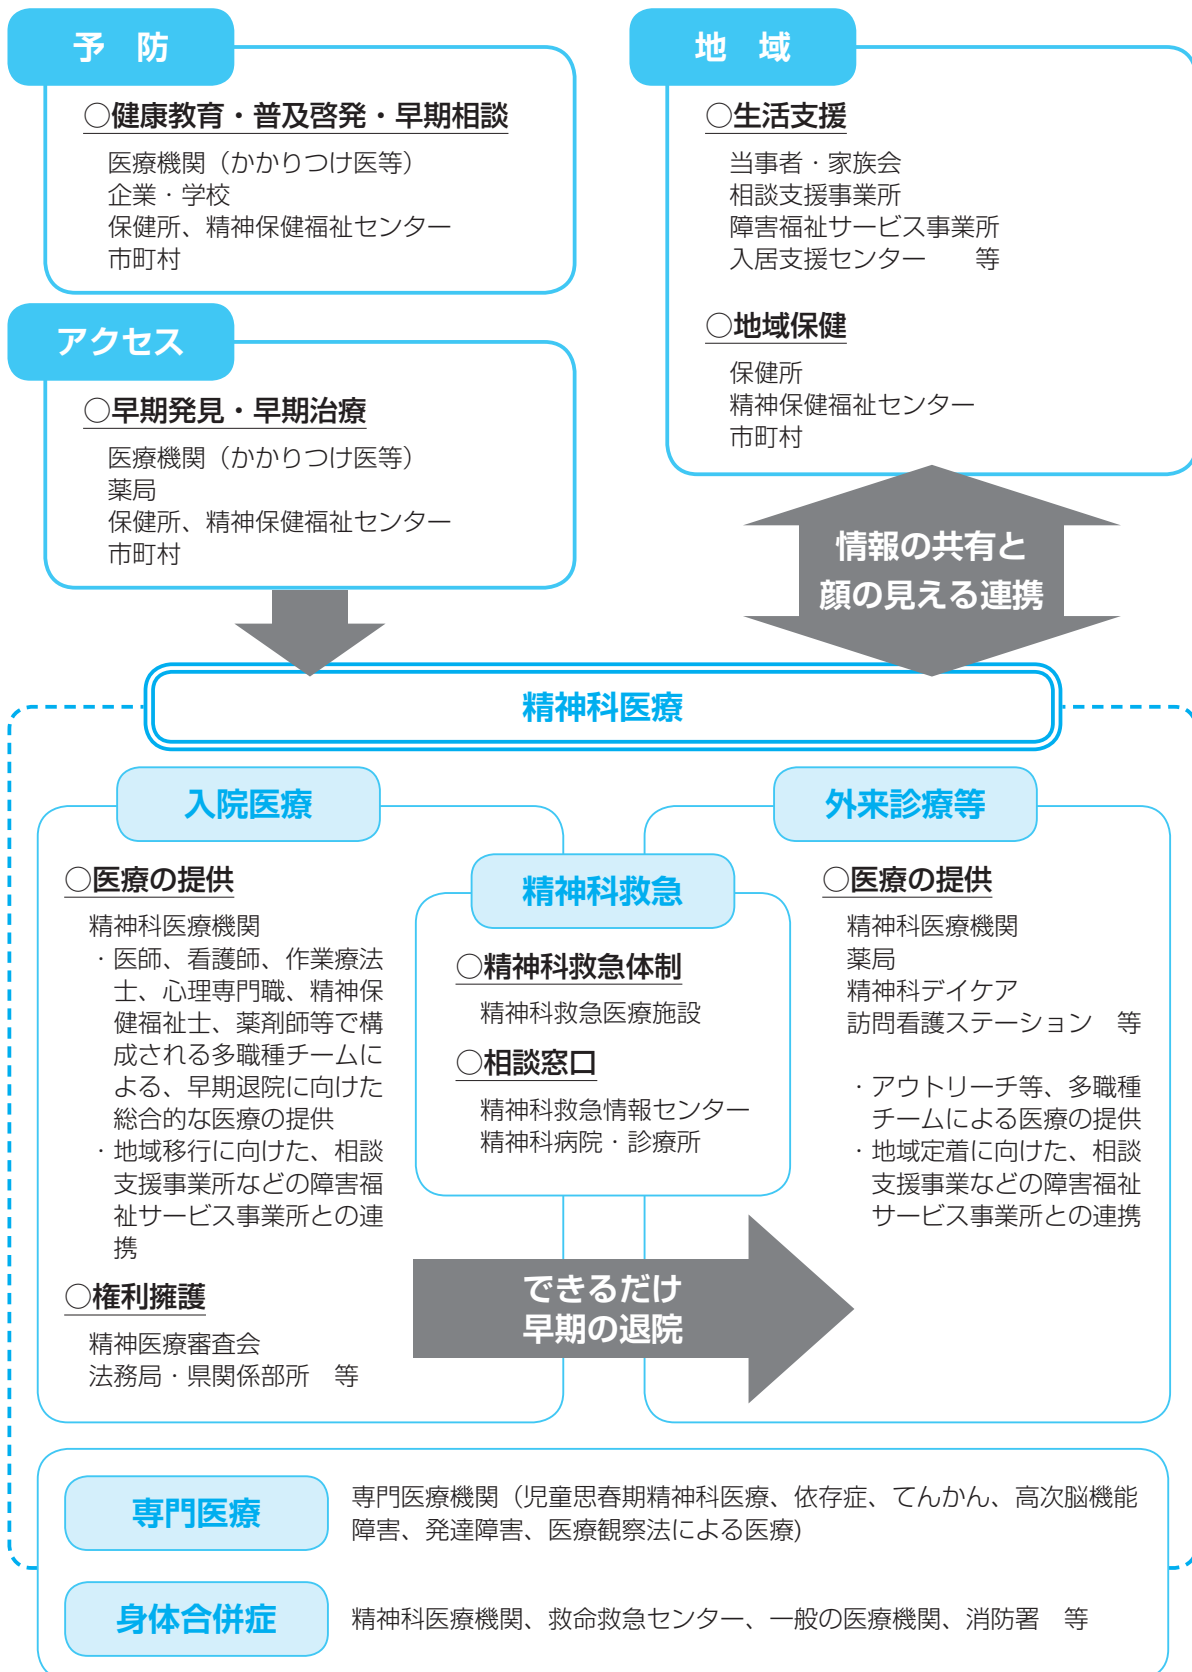 予　防
○健康教育・普及啓発・早期相談
医療機関（かかりつけ医等）
企業・学校
保健所、精神保健福祉センター
市町村
アクセス
○早期発見・早期治療
医療機関（かかりつけ医等）
薬局
保健所、精神保健福祉センター
市町村
地　域
○生活支援
当事者・家族会
相談支援事業所
障害福祉サービス事業所
入居支援センター　　等
○地域保健
保健所
精神保健福祉センター
市町村
情報の共有と
顔の見える連携
精神科医療
入院医療
○医療の提供
精神科医療機関
・医師、看護師、作業療法
士、心理専門職、精神保
健福祉士、薬剤師等で構
成される多職種チームに
よる、早期退院に向けた
総合的な医療の提供
・地域移行に向けた、相談
支援事業所などの障害福
祉サービス事業所との連
携
○権利擁護
精神医療審査会
法務局・県関係部所　等
精神科救急
○精神科救急体制
精神科救急医療施設
○相談窓口
精神科救急情報センター
精神科病院・診療所
できるだけ
早期の退院
外来診療等
○医療の提供
精神科医療機関
薬局
精神科デイケア
訪問看護ステーション　等
・アウトリーチ等、多職種
チームによる医療の提供
・地域定着に向けた、相談
支援事業などの障害福祉
サービス事業所との連携
専門医療
専門医療機関（児童思春期精神科医療、依存症、てんかん、高次脳機能
障害、発達障害、医療観察法による医療)
身体合併症
精神科医療機関、救命救急センター、一般の医療機関、消防署　等